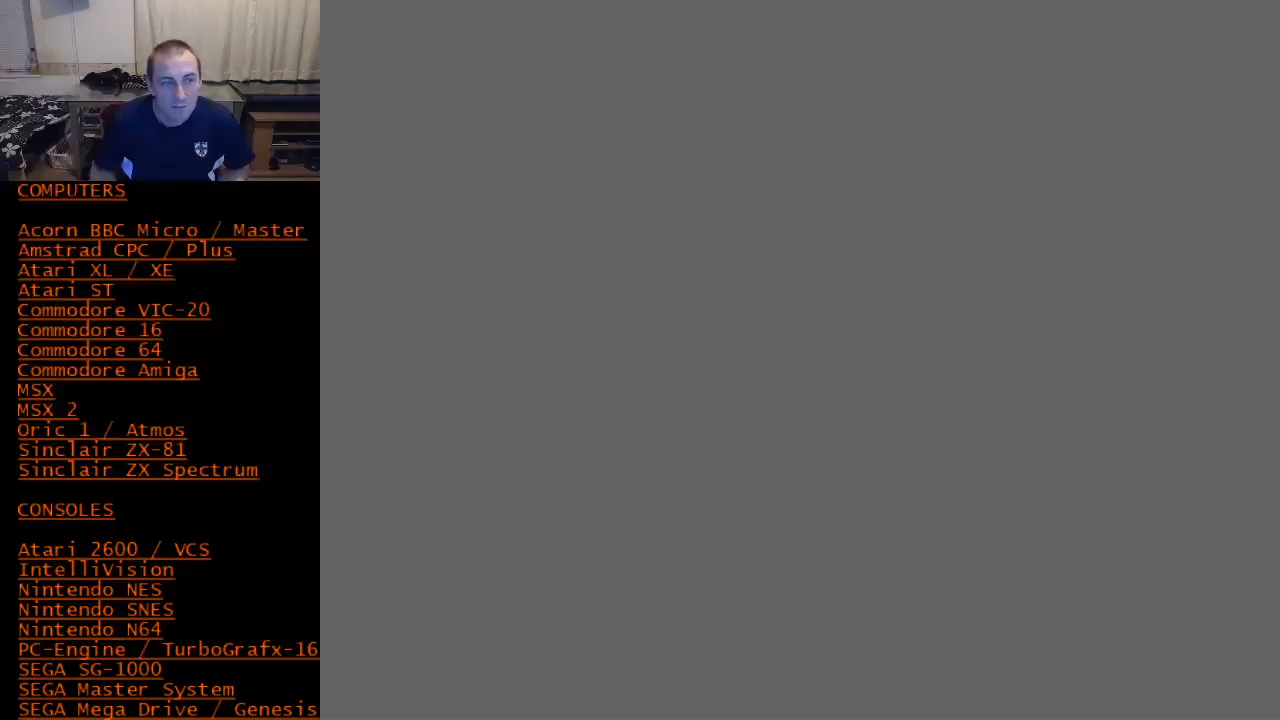 COMPUTERS
Acorn BBC Micro / Master
Amstrad CPC / Plus
Atari XL / XE
Atari ST
Commodore VIC-20
Commodore 16
Commodore 64
Commodore Amiga
MSX
MSX 2
Oric 1 / Atmos
Sinclair ZX-81
Sinclair ZX Spectrum
CONSOLES
Atari 2600 / VCS
IntelliVision
Nintendo NES
Nintendo SNES
Nintendo N64
PC-Engine / TurboGrafx-16
SEGA SG-1000
SEGA Master System
SEGA Mega Drive / Genesis